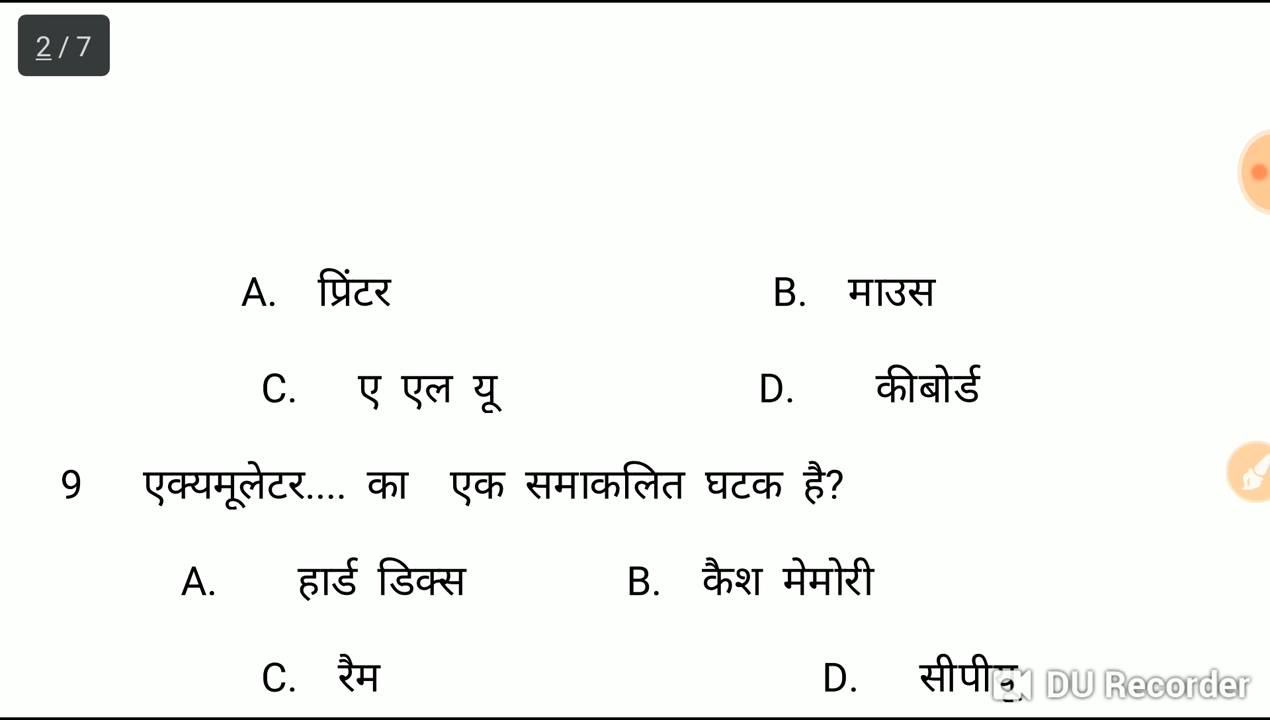 2 / 7
A. प्रिंटर B. माउस
C. ए एल यू D. कीबोर्ड
9 एक्यमूलेटर.... का एक समाकलित घटक है?
A. हार्ड डिक्स B. कैश मेमोरी
C. रैम D.
DU Recorder